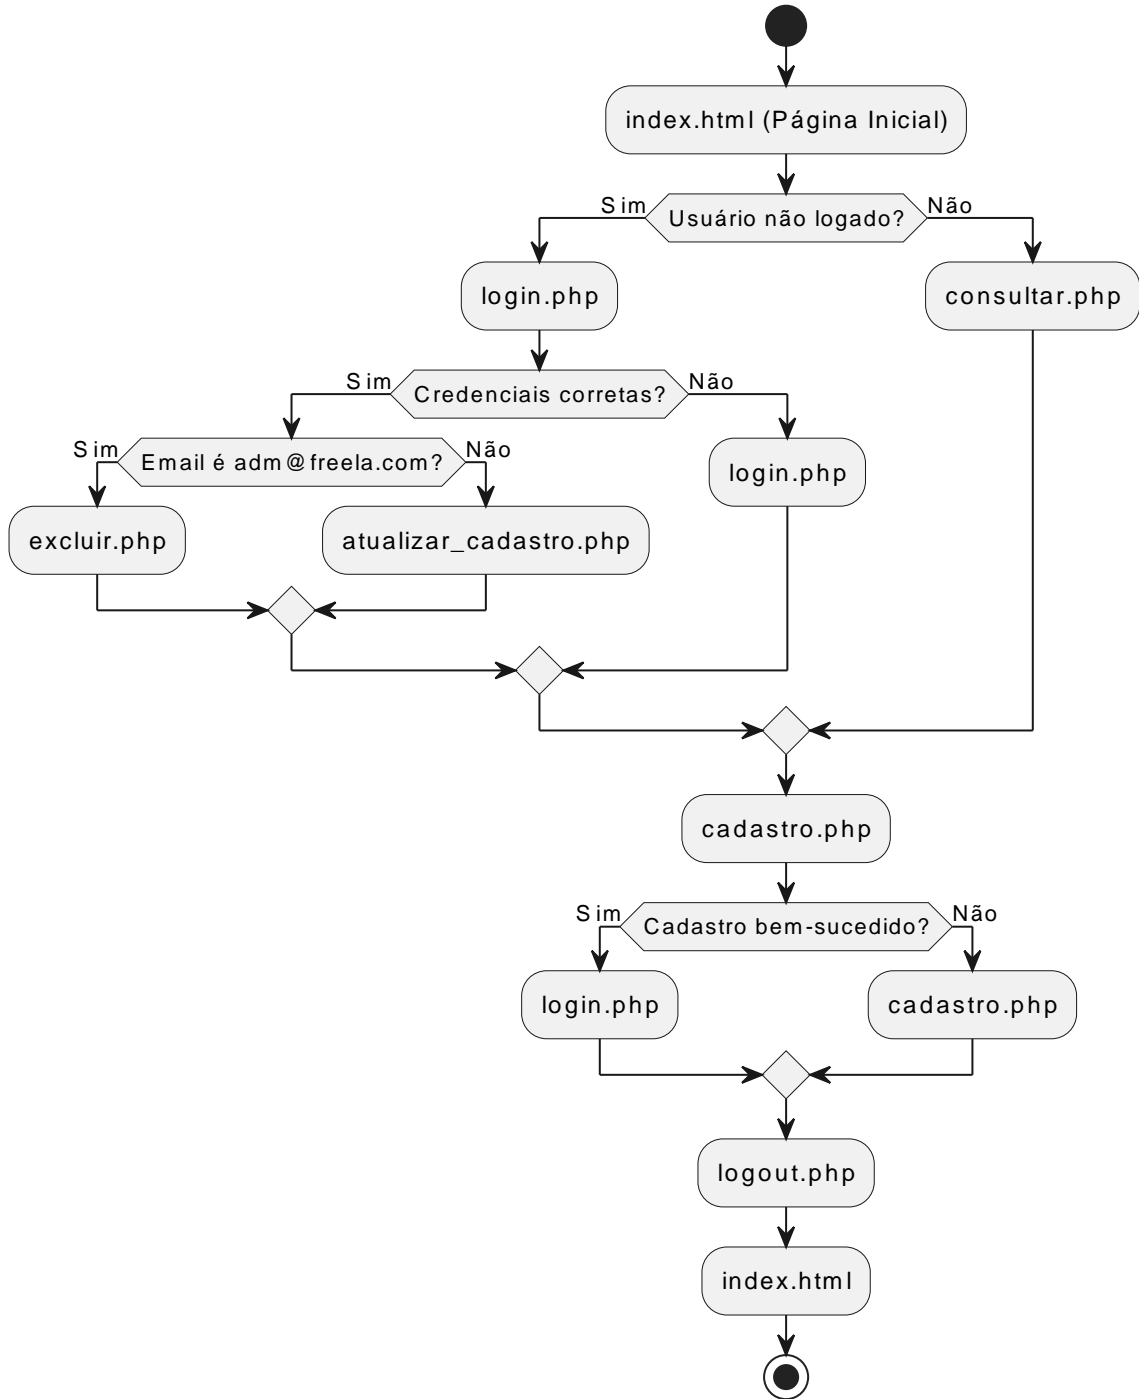 index.html (Página Inicial)
Sim
Usuário não logado?
Não
login.php
consultar.php
Sim
Credenciais corretas?
Não
Sim
Email é adm@freela.com?
Não
login.php
excluir.php
atualizar_cadastro.php
cadastro.php
Sim
Cadastro bem-sucedido?
Não
login.php
cadastro.php
logout.php
index.html